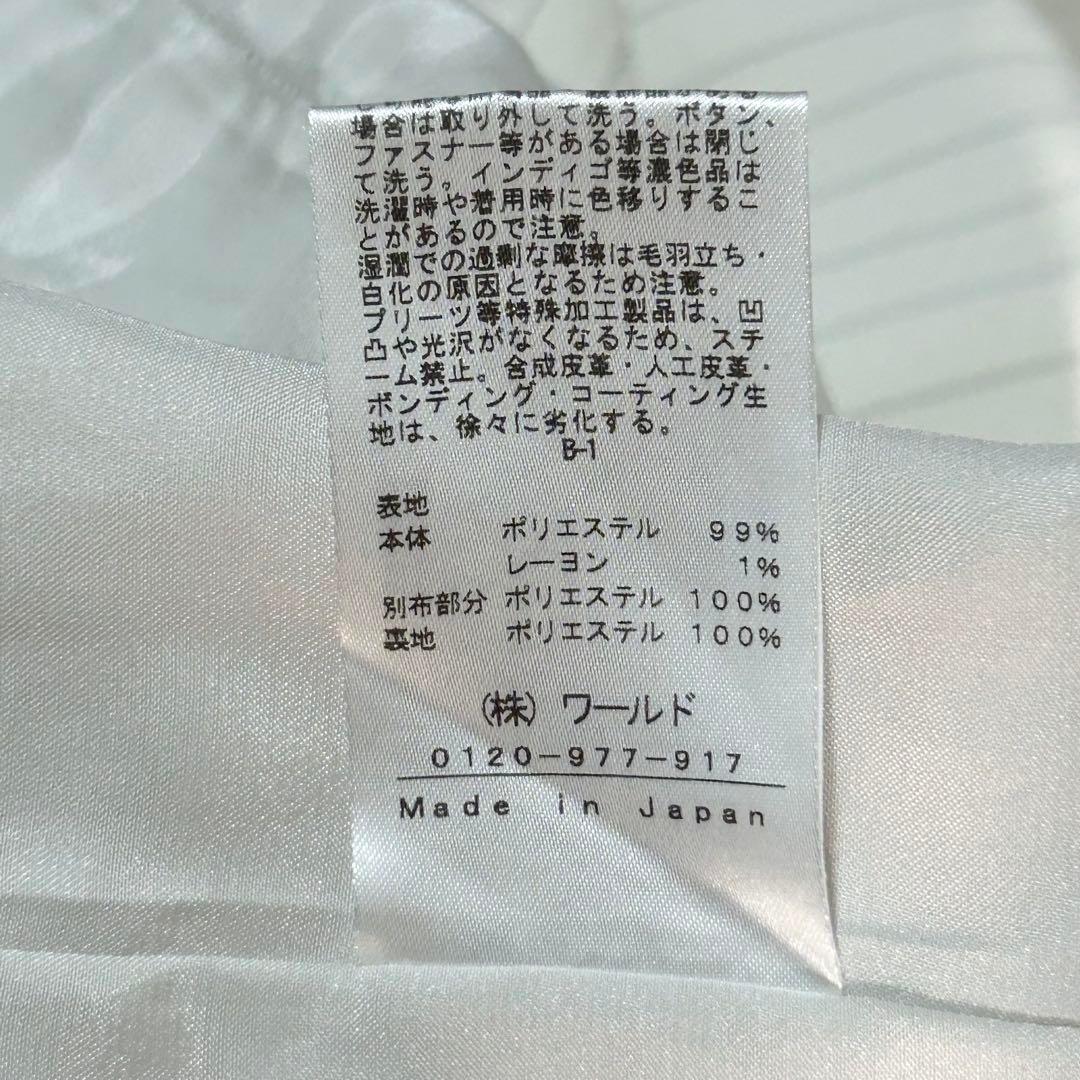 場合は取り外して洗う。ボタン、
ファスナー等がある場合は閉じ
て洗う。インディゴ等濃色品は
洗濯時や着用時に色移りするこ
とがあるので注意。
湿潤での過剰な摩擦は毛羽立ち・
白化の原因となるため注意。
プリーツ等特殊加工製品は、凹
凸や光沢がなくなるため、スチ
ーム禁止。合成皮革・人工皮革・
ボンディング・コーティング生
地は、徐々に劣化する。
B-1
表地
本体 ポリエステル 99%
レーヨン 1%
別布部分 ポリエステル 100%
裏地 ポリエステル 100%
(株) ワールド
0120-977-917
Made in Japan